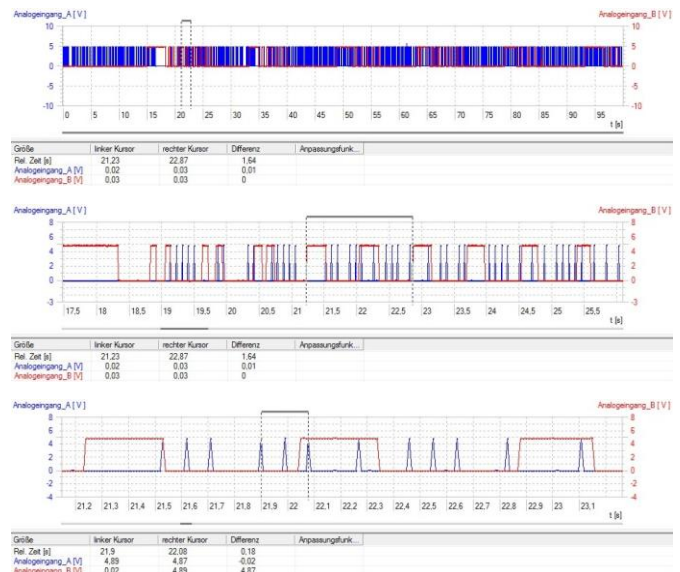 Analogeingang_A [ V ] Analogeingang_B [ V ]
10 10
5 5
0 0
-5 -5
-10 -10
0 5 10 15 20 25 30 35 40 45 50 55 60 65 70 75 80 85 90 95
t [s]
Größe linker Kursor rechter Kursor Differenz Anpassungsfunk...
Rel. Zeit [s] 21,23 22,87 1,64
Analogeingang_A [V] 0,02 0,03 0,01
Analogeingang_B [V] 0,03 0,03 0
Analogeingang_A [ V ] Analogeingang_B [ V ]
8 8
6 6
4 4
2 2
0 0
-3 -3
17,5 18 18,5 19 19,5 20 20,5 21 21,5 22 22,5 23 23,5 24 24,5 25 25,5
t [s]
Größe linker Kursor rechter Kursor Differenz Anpassungsfunk...
Rel. Zeit [s] 21,23 22,87 1,64
Analogeingang_A [V] 0,02 0,03 0,01
Analogeingang_B [V] 0,03 0,03 0
Analogeingang_A [ V ] Analogeingang_B [ V ]
8 8
6 6
4 4
2 2
0 0
-2 -2
-4 -4
21,2 21,3 21,4 21,5 21,6 21,7 21,8 21,9 22 22,1 22,2 22,3 22,4 22,5 22,6 22,7 22,8 22,9 23 23,1
t [s]
Größe linker Kursor rechter Kursor Differenz Anpassungsfunk...
Rel. Zeit [s] 21,9 22,08 0,18
Analogeingang_A [V] 4,89 4,87 -0,02
Analogeingang_B [V] 0,02 4,89 4,87